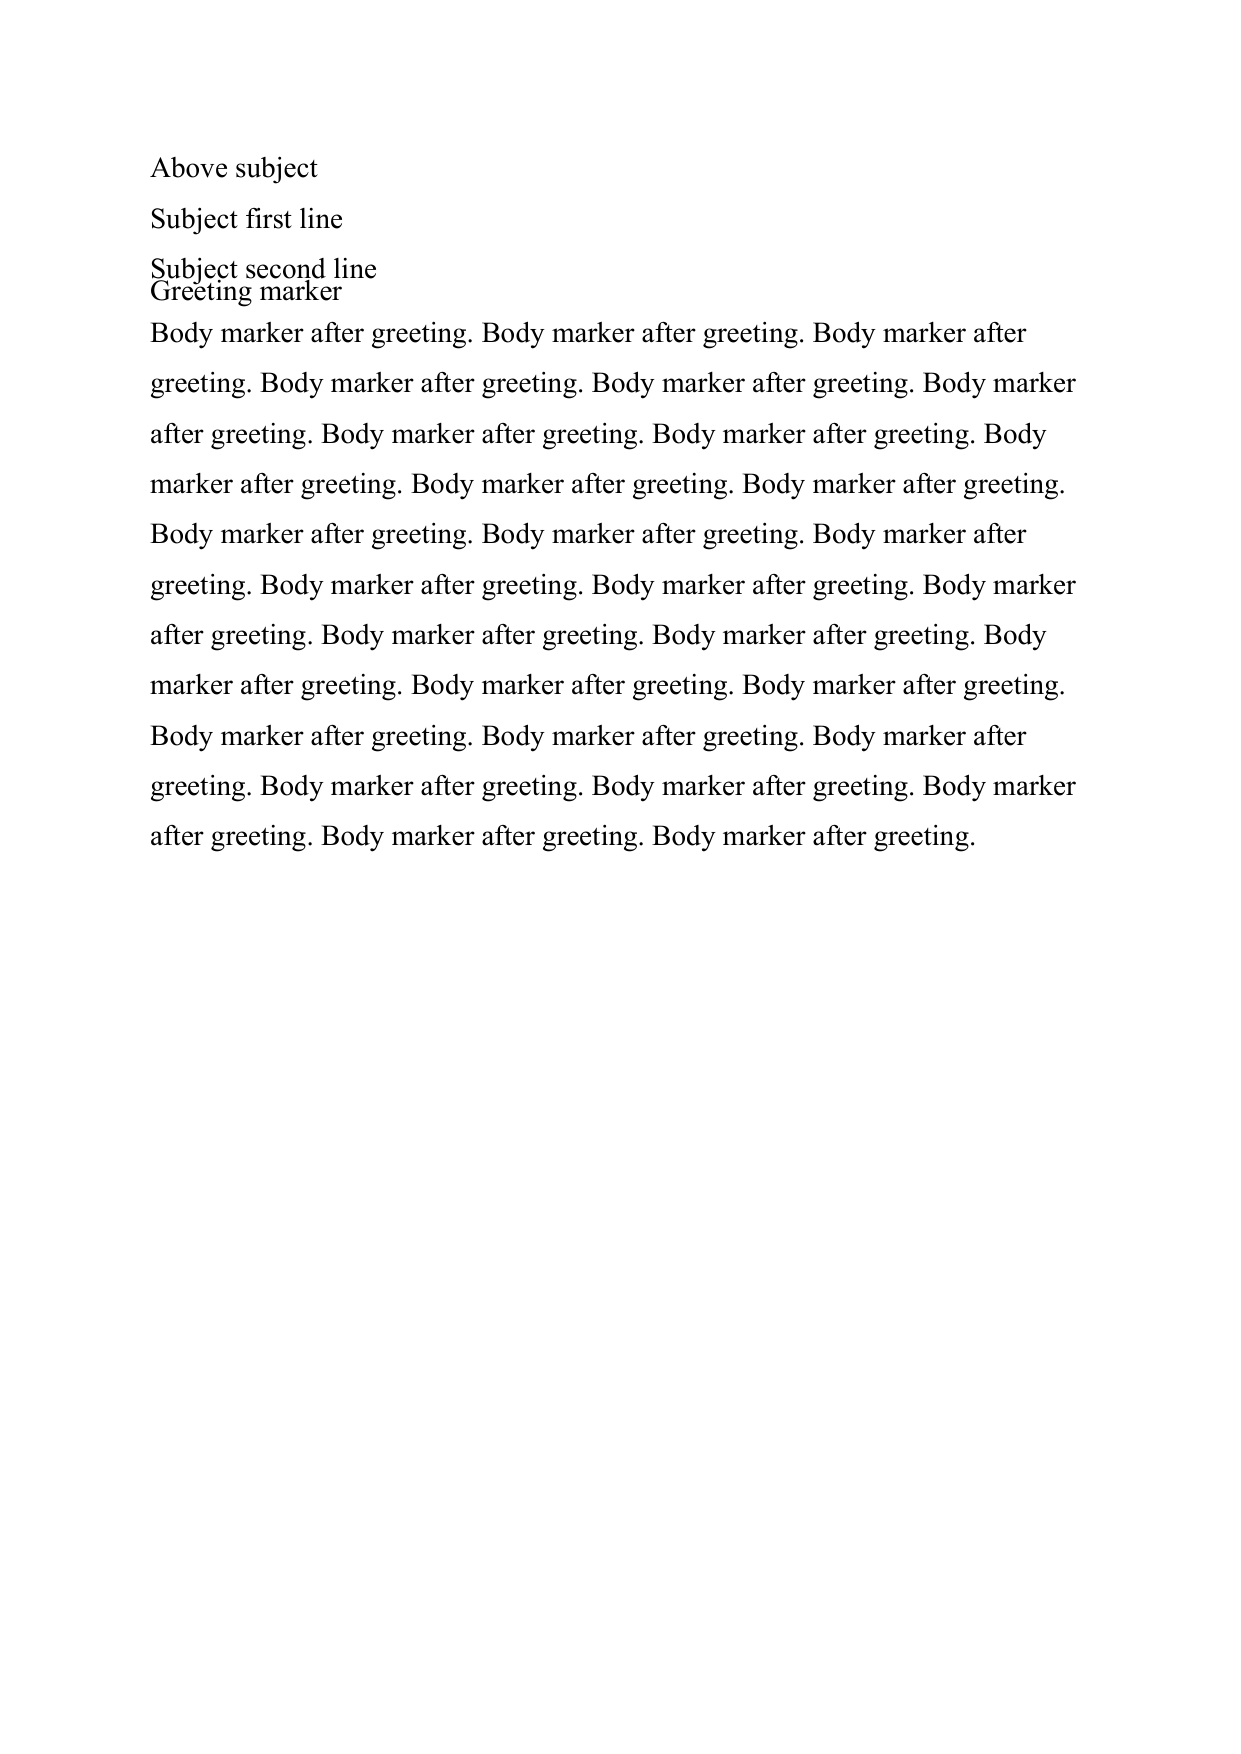 Above subject
Subject first line
Subject second line
Greeting marker
Body marker after greeting. Body marker after greeting. Body marker after
greeting. Body marker after greeting. Body marker after greeting. Body marker
after greeting. Body marker after greeting. Body marker after greeting. Body
marker after greeting. Body marker after greeting. Body marker after greeting.
Body marker after greeting. Body marker after greeting. Body marker after
greeting. Body marker after greeting. Body marker after greeting. Body marker
after greeting. Body marker after greeting. Body marker after greeting. Body
marker after greeting. Body marker after greeting. Body marker after greeting.
Body marker after greeting. Body marker after greeting. Body marker after
greeting. Body marker after greeting. Body marker after greeting. Body marker
after greeting. Body marker after greeting. Body marker after greeting.